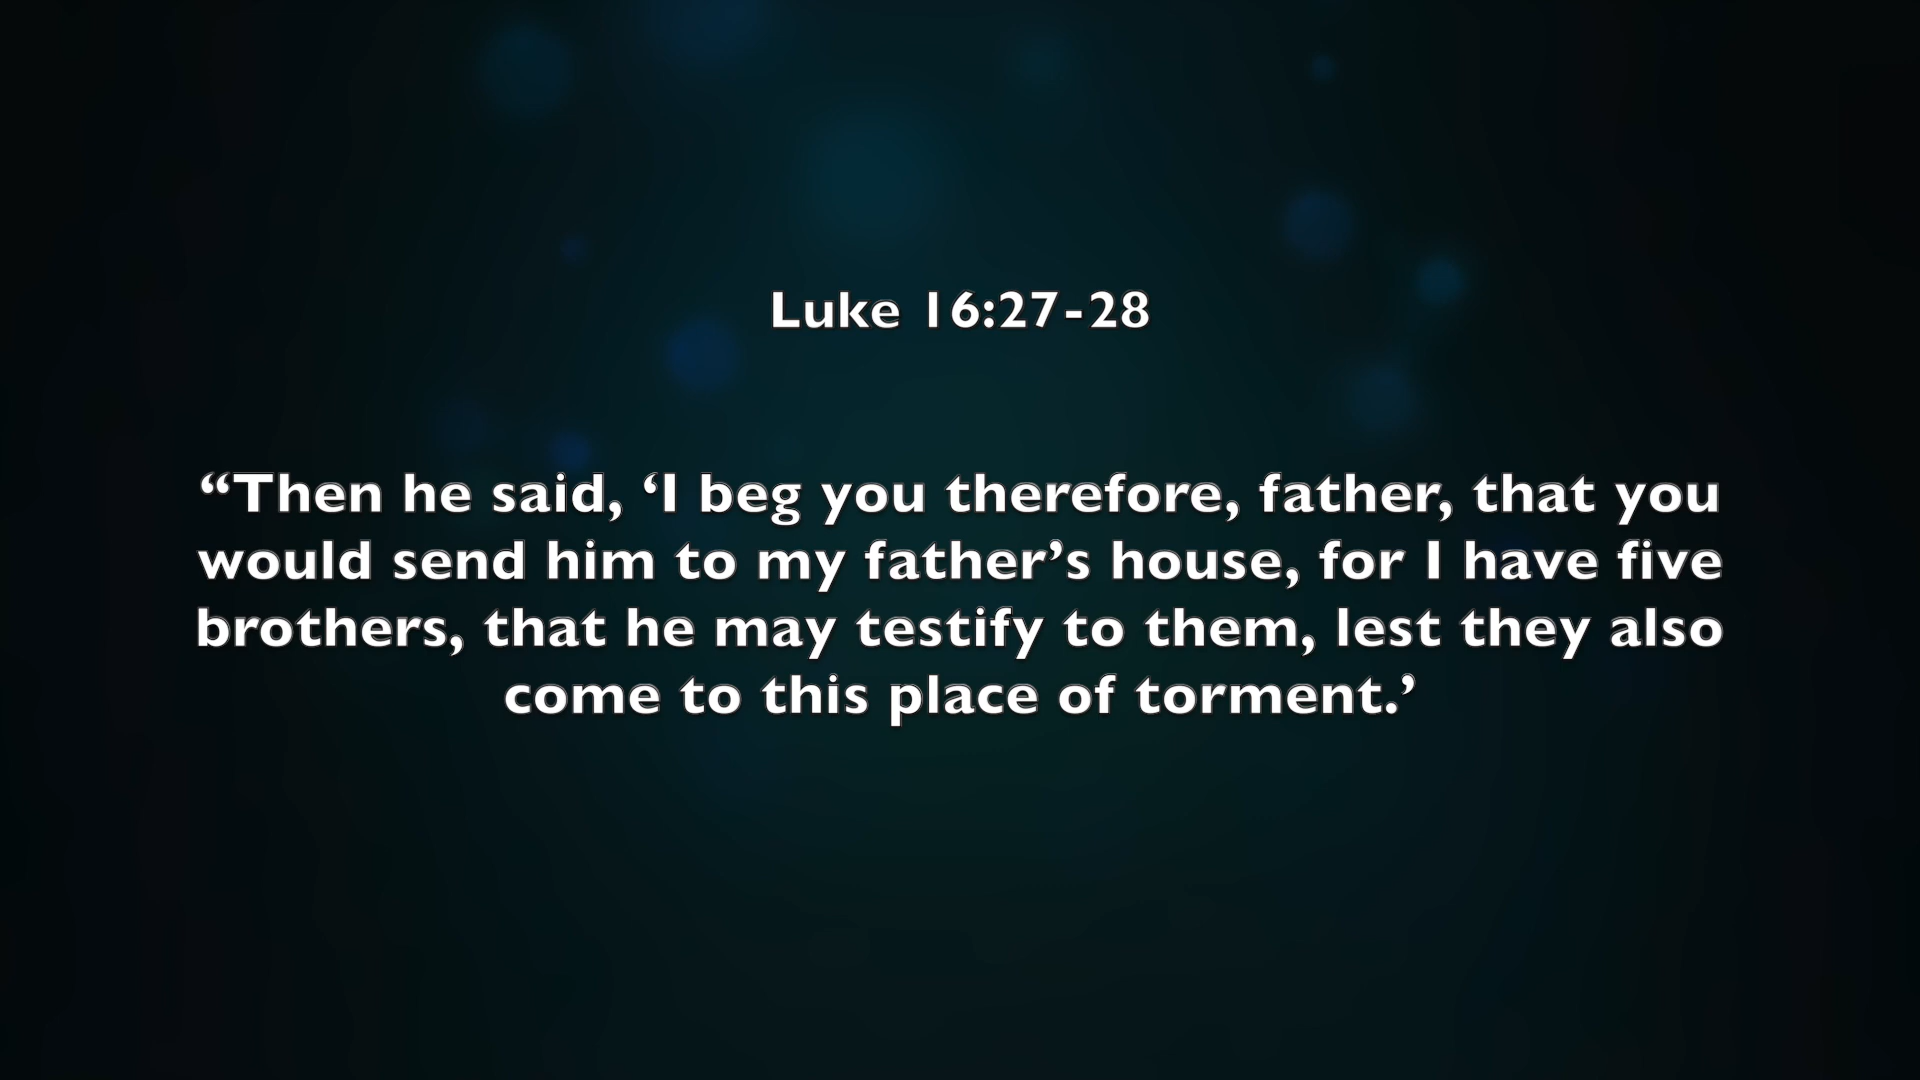 Luke 16:27-28
“Then he said, ‘I beg you therefore, father, that you
would send him to my father’s house, for I have five
brothers, that he may testify to them, lest they also
come to this place of torment.’